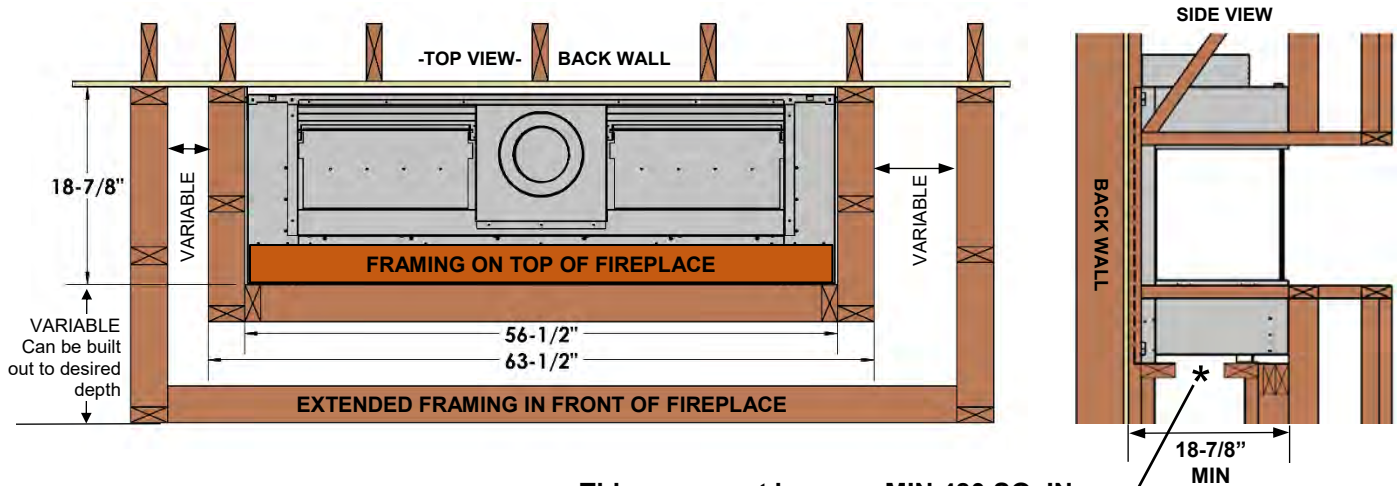 -TOP VIEW- BACK WALL
18-7/8"
VARIABLE
VARIABLE
FRAMING ON TOP OF FIREPLACE
56-1/2"
63-1/2"
VARIABLE
Can be built
out to desired
depth
EXTENDED FRAMING IN FRONT OF FIREPLACE
SIDE VIEW
BACK WALL
*
18-7/8”
MIN